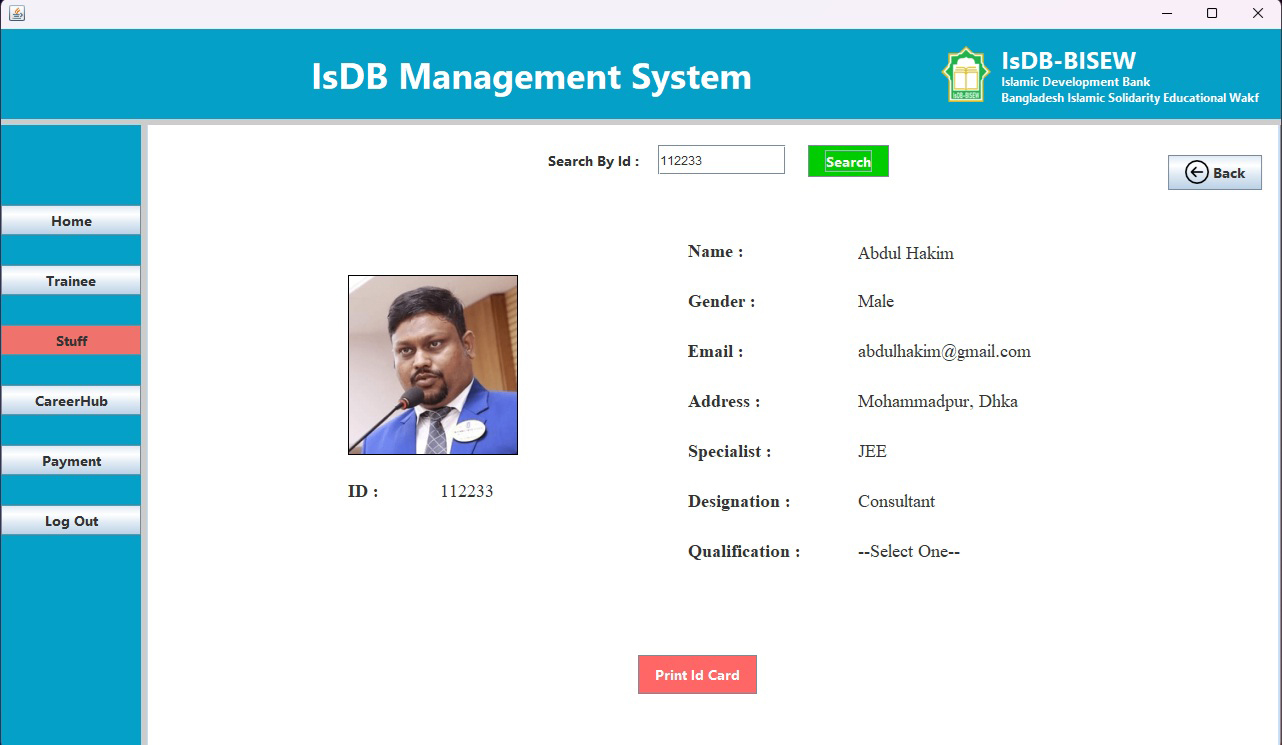 IsDB Management System
IsDB-BISEW
Islamic Development Bank
Bangladesh Islamic Solidarity Educational Wakf
IsDB-BISEW
Home
Trainee
Stuff
CareerHub
Payment
Log Out
Search By Id :
112233
Search
Back
ID :
112233
Name :
Abdul Hakim
Gender :
Male
Email :
abdulhakim@gmail.com
Address :
Mohammadpur, Dhka
Specialist :
JEE
Designation :
Consultant
Qualification :
--Select One--
Print Id Card